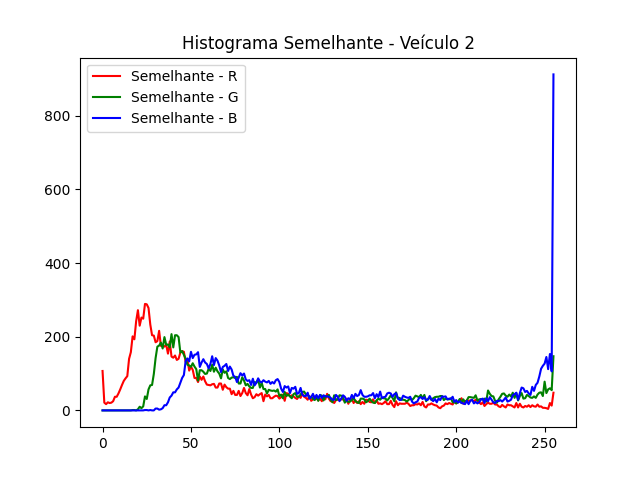 Histograma Semelhante - Veículo 2
Semelhante - R
Semelhante - G
Semelhante - B
800
600
400
200
0
0 50 100 150 200 250